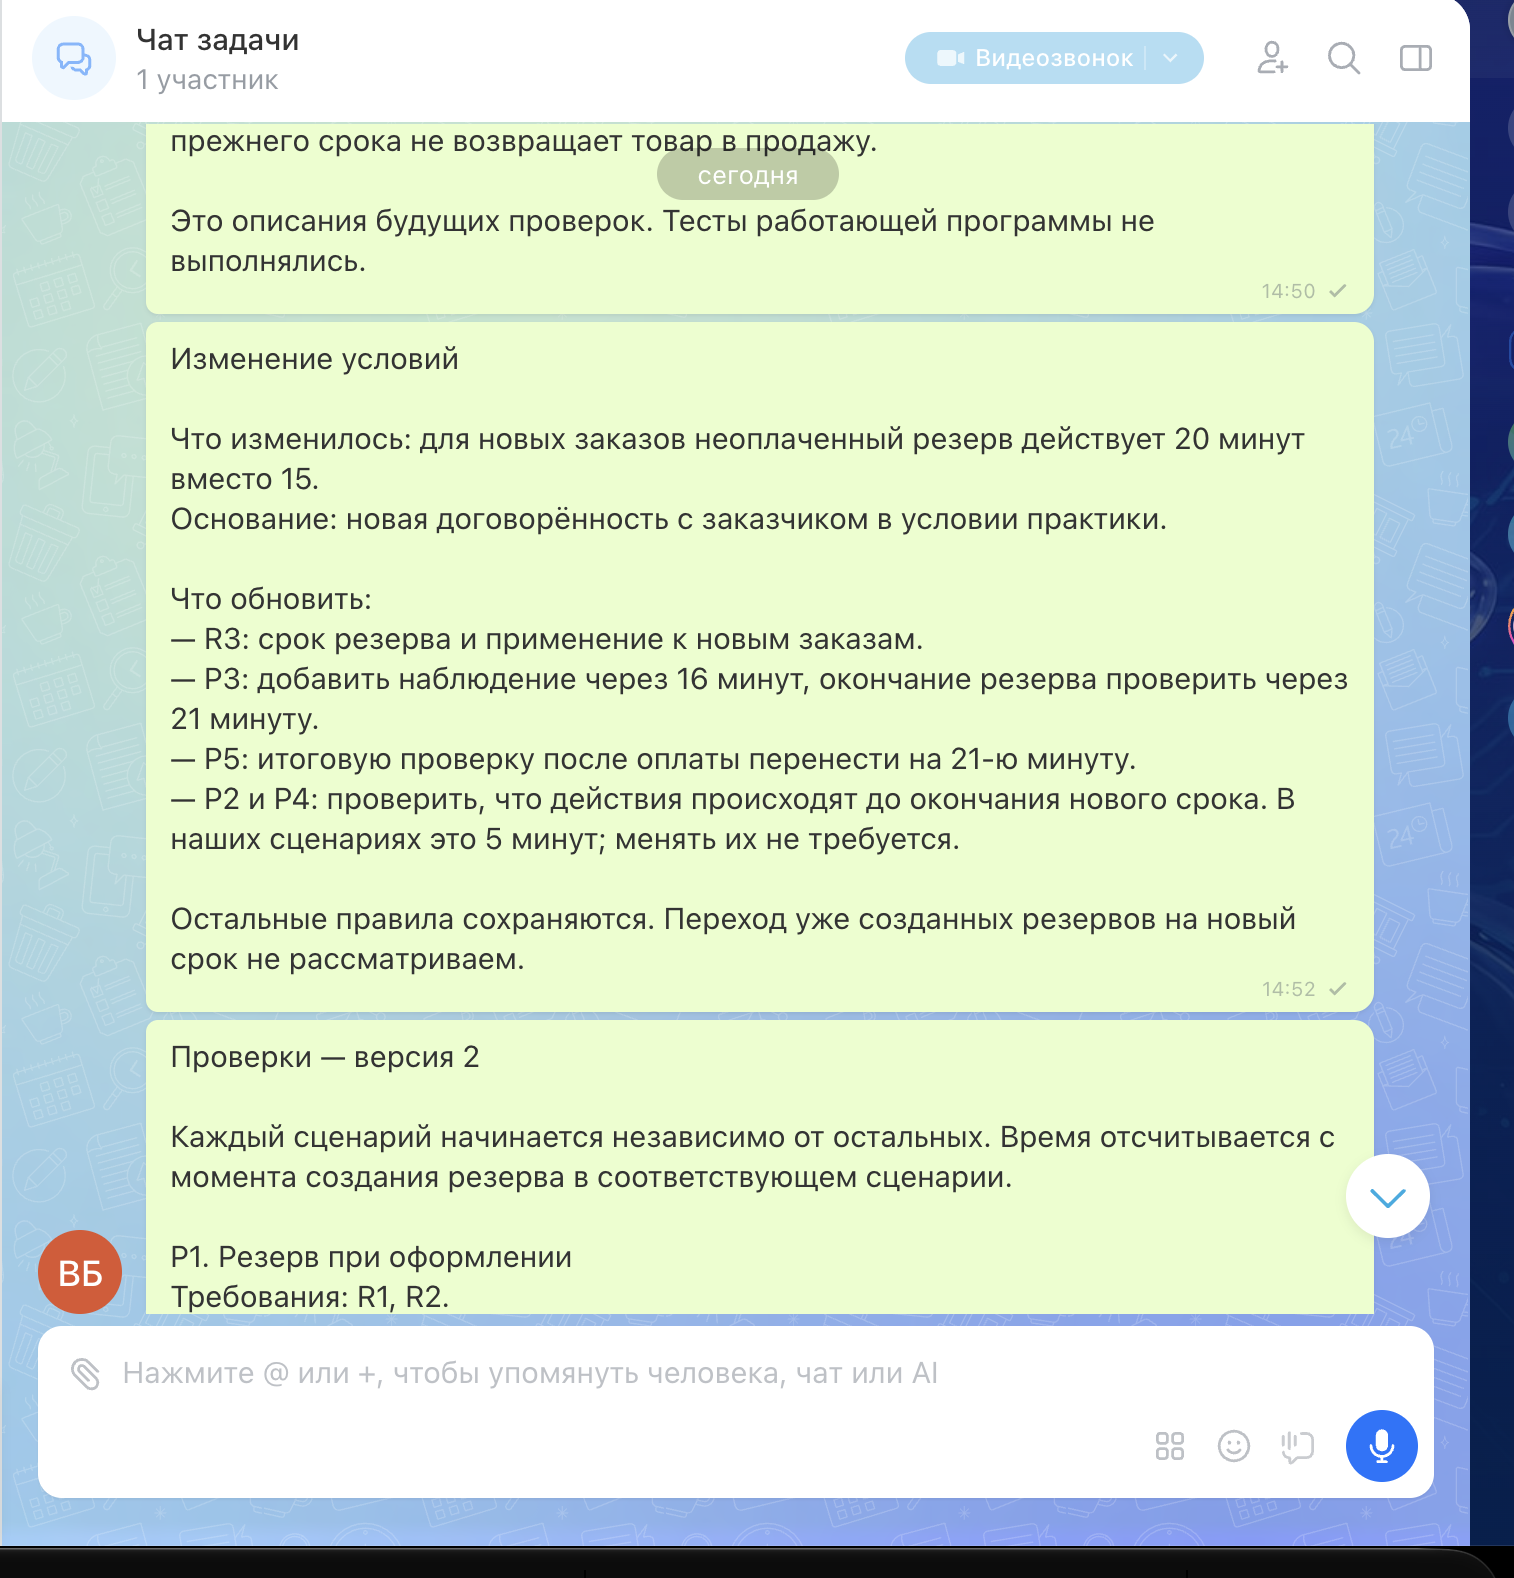 Чат задачи
1 участник
Видеозвонок
прежнего срока не возвращает товар в продажу.
сегодня
Это описания будущих проверок. Тесты работающей программы не
выполнялись.
14:50
Изменение условий
Что изменилось: для новых заказов неоплаченный резерв действует 20 минут
вместо 15.
Основание: новая договорённость с заказчиком в условии практики.
Что обновить:
— R3: срок резерва и применение к новым заказам.
— P3: добавить наблюдение через 16 минут, окончание резерва проверить через
21 минуту.
— P5: итоговую проверку после оплаты перенести на 21-ю минуту.
— P2 и P4: проверить, что действия происходят до окончания нового срока. В
наших сценариях это 5 минут; менять их не требуется.
Остальные правила сохраняются. Переход уже созданных резервов на новый
срок не рассматриваем.
14:52
Проверки — версия 2
Каждый сценарий начинается независимо от остальных. Время отсчитывается с
момента создания резерва в соответствующем сценарии.
P1. Резерв при оформлении
Требования: R1, R2.
ВБ
Нажмите @ или +, чтобы упомянуть человека, чат или AI